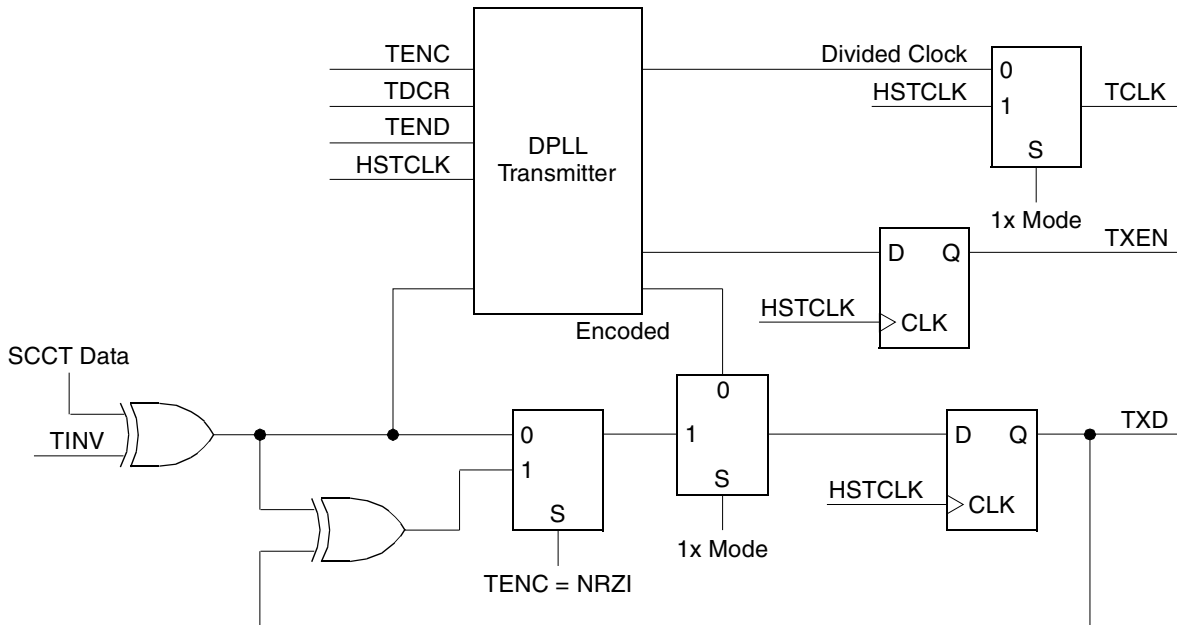 TENC
TDCR
TEND
HSTCLK
DPLL
Transmitter
Divided Clock
HSTCLK
0
1
S
TCLK
1x Mode
D
Q
TXEN
HSTCLK
CLK
Encoded
SCCT Data
TINV
0
1
S
TENC = NRZI
0
1
S
1x Mode
D
Q
TXD
HSTCLK
CLK